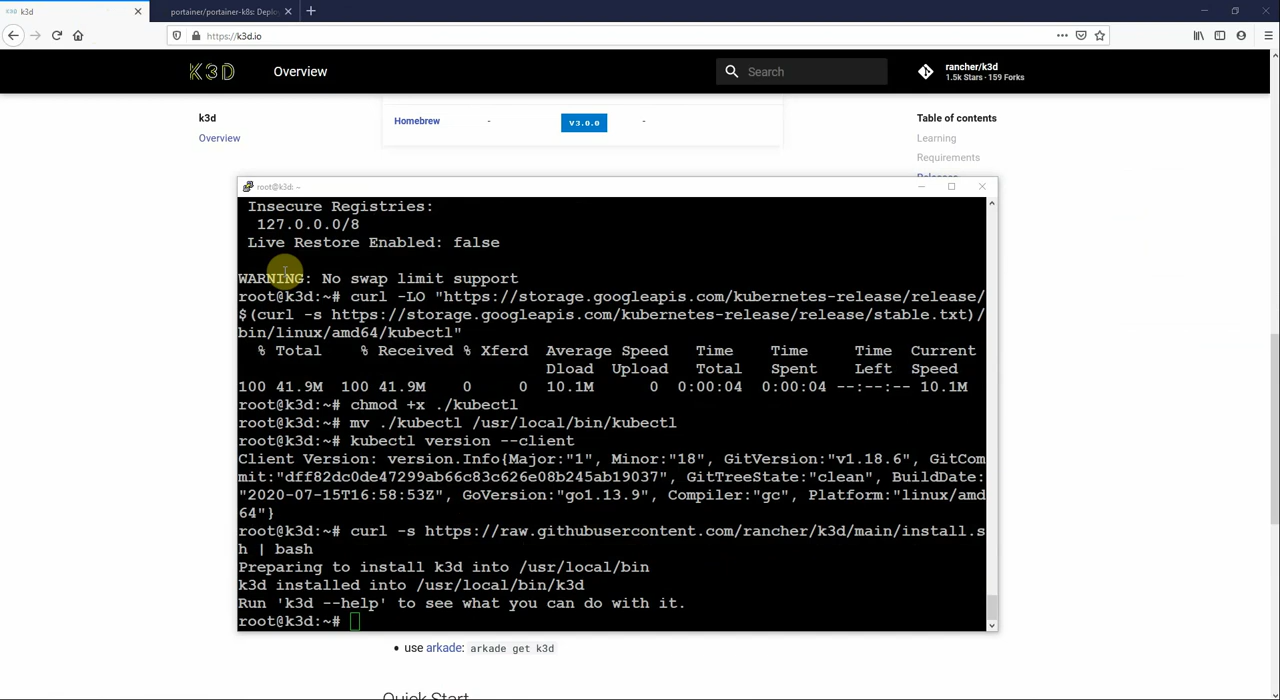 k3d
portainer/portainer-k8s: Deplo
https://k3d.io
K3D
Overview
Search
rancher/k3d
1.5k Stars · 159 Forks
k3d
Overview
Homebrew
-
v3.0.0
-
Table of contents
Learning
Requirements
Releases
root@k3d: ~
Insecure Registries:
127.0.0.0/8
Live Restore Enabled: false
WARNING: No swap limit support
root@k3d:~# curl -LO "https://storage.googleapis.com/kubernetes-release/release/
$(curl -s https://storage.googleapis.com/kubernetes-release/release/stable.txt)/
bin/linux/amd64/kubectl"
% Total % Received % Xferd Average Speed Time Time Time Current
Dload Upload Total Spent Left Speed
100 41.9M 100 41.9M 0 0 10.1M 0 0:00:04 0:00:04 --:--:-- 10.1M
root@k3d:~# chmod +x ./kubectl
root@k3d:~# mv ./kubectl /usr/local/bin/kubectl
root@k3d:~# kubectl version --client
Client Version: version.Info{Major:"1", Minor:"18", GitVersion:"v1.18.6", GitCom
mit:"dff82dc0de47299ab66c83c626e08b245ab19037", GitTreeState:"clean", BuildDate:
"2020-07-15T16:58:53Z", GoVersion:"go1.13.9", Compiler:"gc", Platform:"linux/amd
64"}
root@k3d:~# curl -s https://raw.githubusercontent.com/rancher/k3d/main/install.s
h | bash
Preparing to install k3d into /usr/local/bin
k3d installed into /usr/local/bin/k3d
Run 'k3d --help' to see what you can do with it.
root@k3d:~#
• use arkade: arkade get k3d
Quick Start